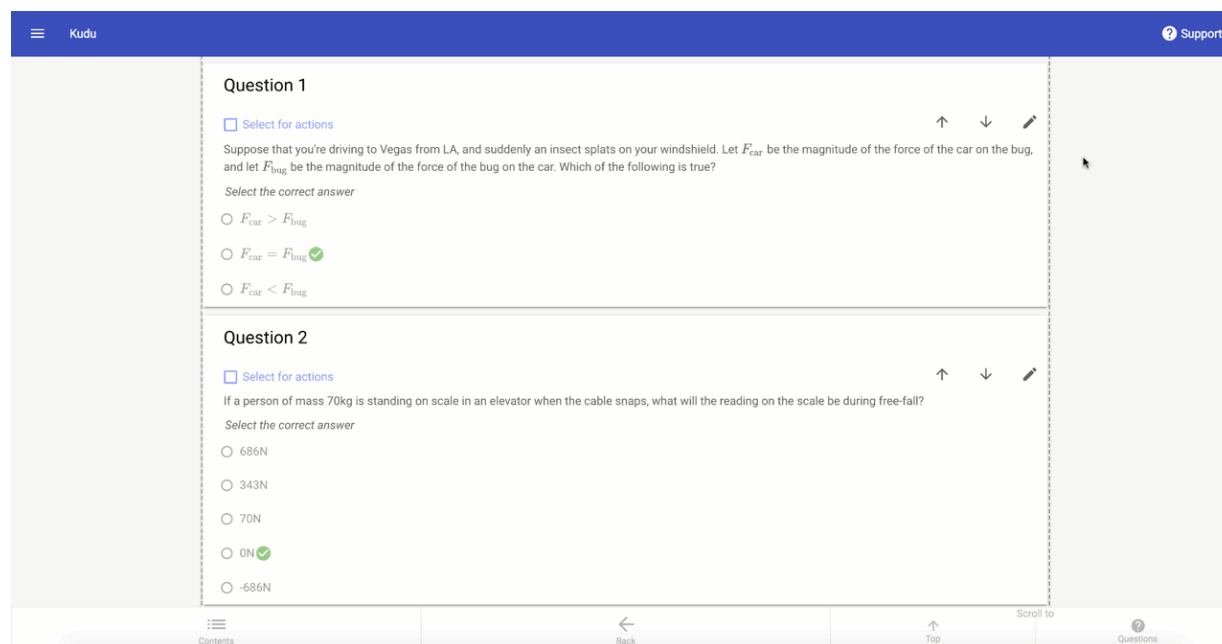 Kudu
Support
Question 1
Select for actions
Suppose that you're driving to Vegas from LA, and suddenly an insect splats on your windshield. Let F_car be the magnitude of the force of the car on the bug,
and let F_bug be the magnitude of the force of the bug on the car. Which of the following is true?
Select the correct answer
F_car > F_bug
F_car = F_bug
F_car < F_bug
Question 2
Select for actions
If a person of mass 70kg is standing on scale in an elevator when the cable snaps, what will the reading on the scale be during free-fall?
Select the correct answer
686N
343N
70N
0N
-686N
Scroll to
Contents
Back
Top
Questions